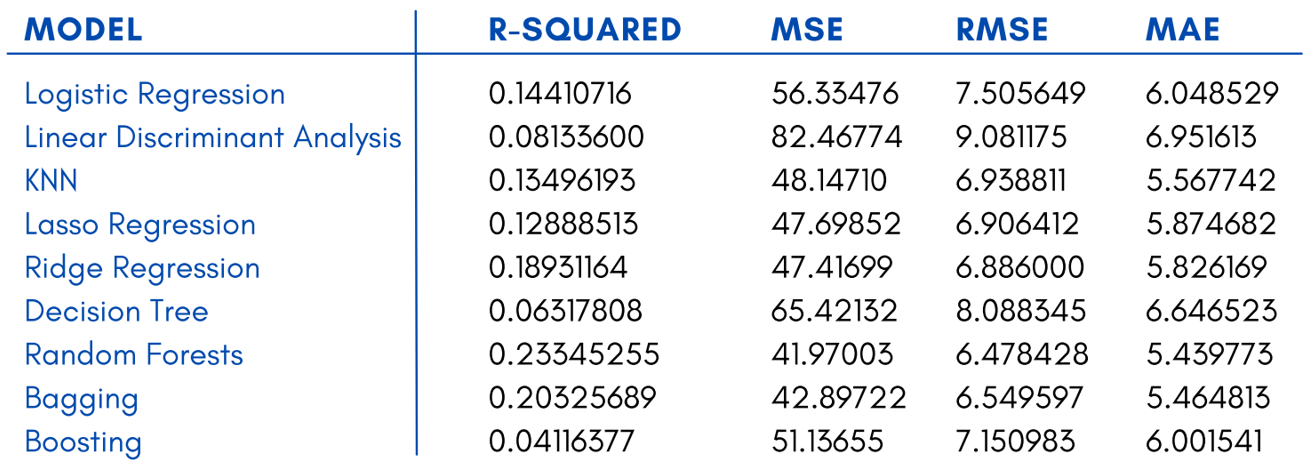 MODEL R-SQUARED MSE RMSE MAE
Logistic Regression 0.14410716 56.33476 7.505649 6.048529
Linear Discriminant Analysis 0.08133600 82.46774 9.081175 6.951613
KNN 0.13496193 48.14710 6.938811 5.567742
Lasso Regression 0.12888513 47.69852 6.906412 5.874682
Ridge Regression 0.18931164 47.41699 6.886000 5.826169
Decision Tree 0.06317808 65.42132 8.088345 6.646523
Random Forests 0.23345255 41.97003 6.478428 5.439773
Bagging 0.20325689 42.89722 6.549597 5.464813
Boosting 0.04116377 51.13655 7.150983 6.001541